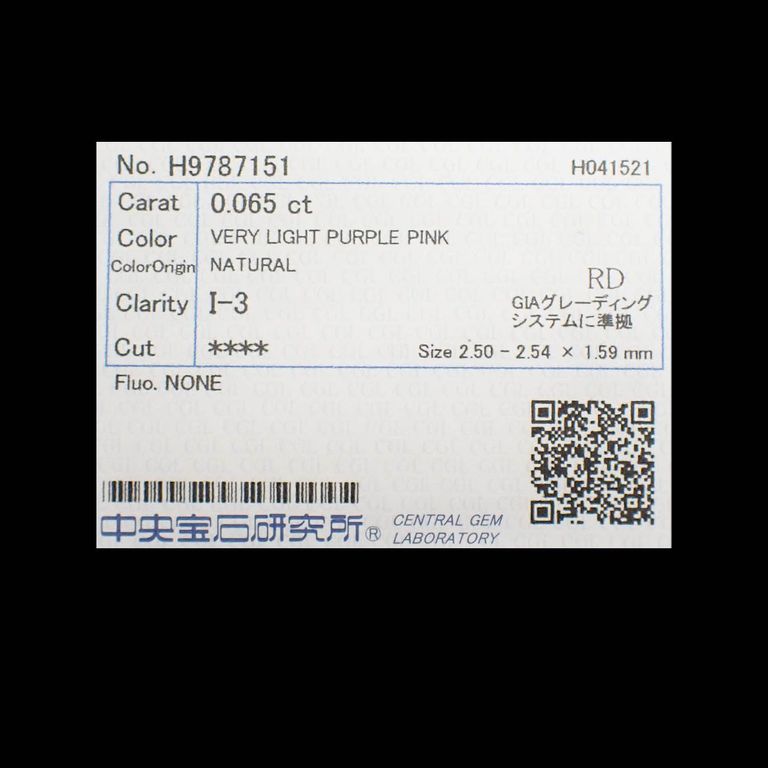 No. H9787151 H041521
Carat 0.065 ct
Color VERY LIGHT PURPLE PINK
ColorOrigin NATURAL
RD
Clarity I-3
GIAグレーディング
システムに準拠
Cut ****
Size 2.50 - 2.54 × 1.59 mm
Fluo. NONE
中央宝石研究所® CENTRAL GEM
LABORATORY